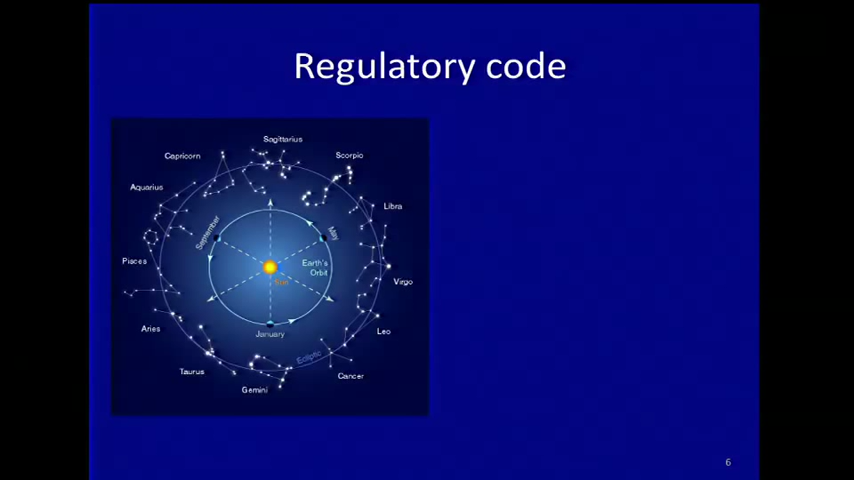 Regulatory code
Sagittarius
Capricorn
Scorpio
Aquarius
Libra
September
May
Pisces
Earth's
Orbit
Sun
Virgo
January
Aries
Leo
Ecliptic
Taurus
Gemini
Cancer
6